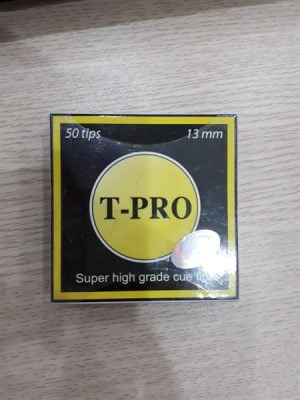 50 tips 13 mm
T-PRO
Super high grade cue tips